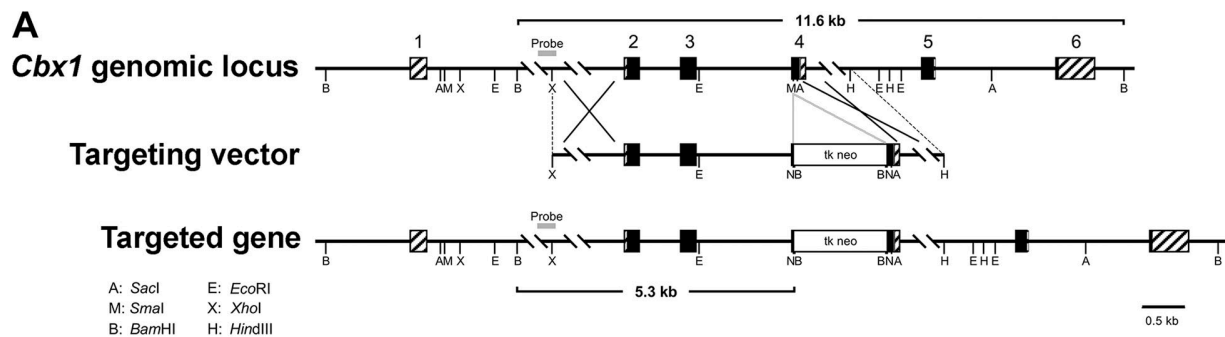 A
11.6 kb
Probe
1 2 3 4 5 6
Cbx1 genomic locus
B AM X E B X E MA H E H E A B
Targeting vector
tk neo
X E NB BNA H
Probe
Targeted gene
tk neo
B AM X E B X E NB BNA H E H E A B
5.3 kb
A: SacI E: EcoRI
M: SmaI X: XhoI
B: BamHI H: HindIII
0.5 kb